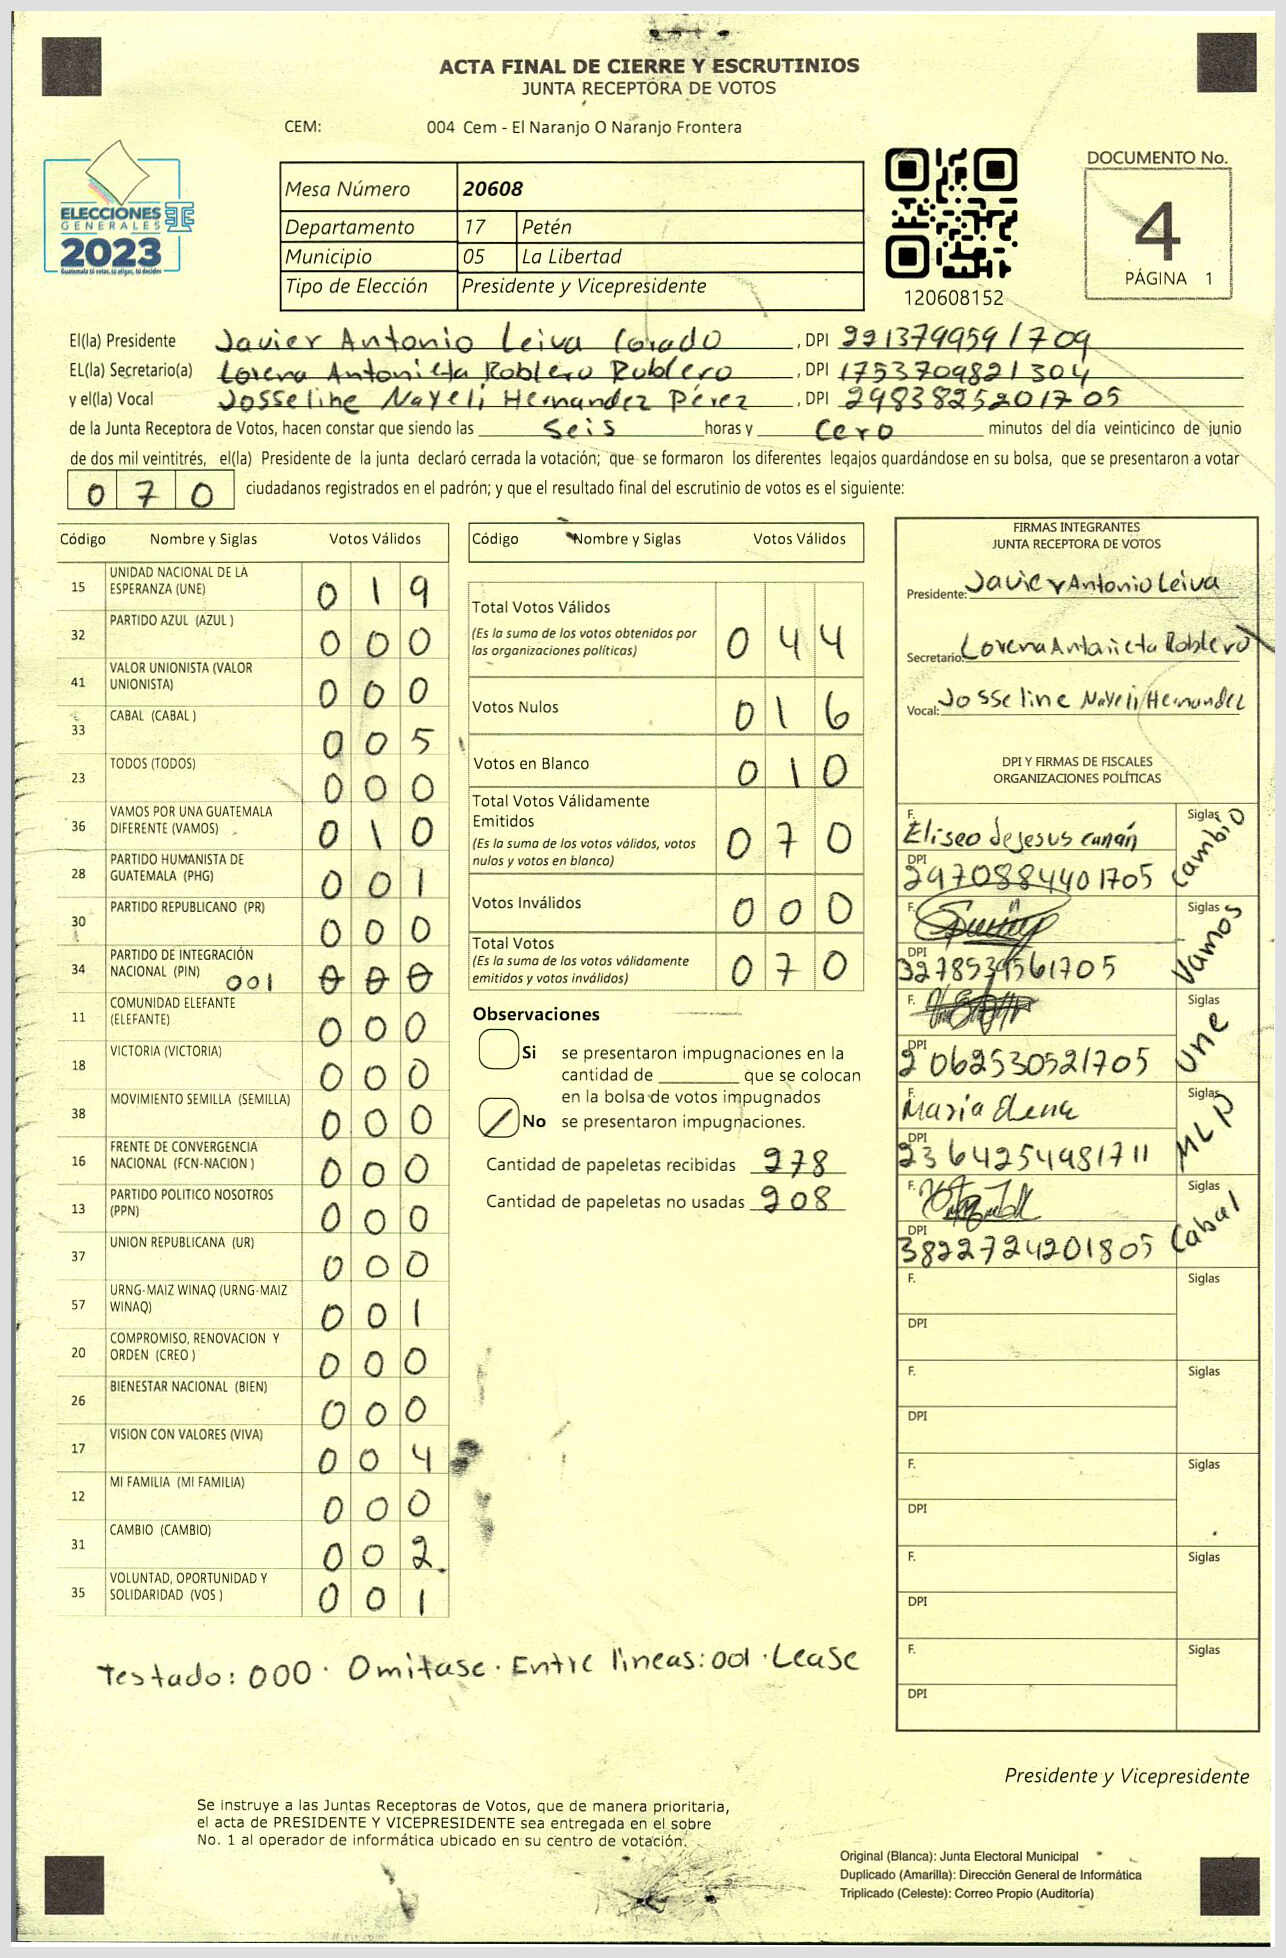 ACTA FINAL DE CIERRE Y ESCRUTINIOS
JUNTA RECEPTORA DE VOTOS
CEM: 004 Cem - El Naranjo O Naranjo Frontera
ELECCIONES
GENERALES
2023
Guatemala tú votas, tú eliges, tú decides
Mesa Número 20608
Departamento 17 Petén
Municipio 05 La Libertad
Tipo de Elección Presidente y Vicepresidente
120608152
DOCUMENTO No.
4
PÁGINA 1
El(la) Presidente Javier Antonio Leiva Corado , DPI 221379959 1709
EL(la) Secretario(a) Lorena Antonieta Roblero Roblero , DPI 1753709821304
y el(la) Vocal Josseline Nayeli Hernandez Pérez , DPI 2983825201705
de la Junta Receptora de Votos, hacen constar que siendo las Seis horas y Cero minutos del día veinticinco de junio
de dos mil veintitrés, el(la) Presidente de la junta declaró cerrada la votación; que se formaron los diferentes legajos guardándose en su bolsa, que se presentaron a votar
0 7 0 ciudadanos registrados en el padrón; y que el resultado final del escrutinio de votos es el siguiente:
Código Nombre y Siglas Votos Válidos
15 UNIDAD NACIONAL DE LA ESPERANZA (UNE) 0 1 9
32 PARTIDO AZUL (AZUL ) 0 0 0
41 VALOR UNIONISTA (VALOR UNIONISTA) 0 0 0
33 CABAL (CABAL ) 0 0 5
23 TODOS (TODOS) 0 0 0
36 VAMOS POR UNA GUATEMALA DIFERENTE (VAMOS) 0 1 0
28 PARTIDO HUMANISTA DE GUATEMALA (PHG) 0 0 1
30 PARTIDO REPUBLICANO (PR) 0 0 0
34 PARTIDO DE INTEGRACIÓN NACIONAL (PIN) 001 0 0 0
11 COMUNIDAD ELEFANTE (ELEFANTE) 0 0 0
18 VICTORIA (VICTORIA) 0 0 0
38 MOVIMIENTO SEMILLA (SEMILLA) 0 0 0
16 FRENTE DE CONVERGENCIA NACIONAL (FCN-NACION ) 0 0 0
13 PARTIDO POLITICO NOSOTROS (PPN) 0 0 0
37 UNION REPUBLICANA (UR) 0 0 0
57 URNG-MAIZ WINAQ (URNG-MAIZ WINAQ) 0 0 1
20 COMPROMISO, RENOVACION Y ORDEN (CREO ) 0 0 0
26 BIENESTAR NACIONAL (BIEN) 0 0 0
17 VISION CON VALORES (VIVA) 0 0 4
12 MI FAMILIA (MI FAMILIA) 0 0 0
31 CAMBIO (CAMBIO) 0 0 2
35 VOLUNTAD, OPORTUNIDAD Y SOLIDARIDAD (VOS ) 0 0 1
Código Nombre y Siglas Votos Válidos
Total Votos Válidos 0 4 4
(Es la suma de los votos obtenidos por
las organizaciones políticas)
Votos Nulos 0 1 6
Votos en Blanco 0 1 0
Total Votos Válidamente
Emitidos 0 7 0
(Es la suma de los votos válidos, votos
nulos y votos en blanco)
Votos Inválidos 0 0 0
Total Votos 0 7 0
(Es la suma de los votos válidamente
emitidos y votos inválidos)
Observaciones
Si se presentaron impugnaciones en la
cantidad de ________ que se colocan
en la bolsa de votos impugnados
No se presentaron impugnaciones.
Cantidad de papeletas recibidas 278
Cantidad de papeletas no usadas 208
FIRMAS INTEGRANTES
JUNTA RECEPTORA DE VOTOS
Presidente: Javier Antonio Leiva
Secretario: Lorena Antonieta Roblero
Vocal: Josseline Nayeli Hernandez
DPI Y FIRMAS DE FISCALES
ORGANIZACIONES POLÍTICAS
F. Eliseo de jesus Siglas Cambio
DPI 2970884401705
F. Siglas Vamos
DPI 3278539561705
F. Siglas Une
DPI 2062530521705
F. Maria Elena Siglas MLP
DPI 2364254981711
F. Siglas Cabal
DPI 3822724201805
F. Siglas
DPI
F. Siglas
DPI
F. Siglas
DPI
F. Siglas
DPI
F. Siglas
DPI
Testado: 000 · Omitase · Entre lineas: 001 · Lease
Presidente y Vicepresidente
Se instruye a las Juntas Receptoras de Votos, que de manera prioritaria,
el acta de PRESIDENTE Y VICEPRESIDENTE sea entregada en el sobre
No. 1 al operador de informática ubicado en su centro de votación.
Original (Blanca): Junta Electoral Municipal
Duplicado (Amarilla): Dirección General de Informática
Triplicado (Celeste): Correo Propio (Auditoría)